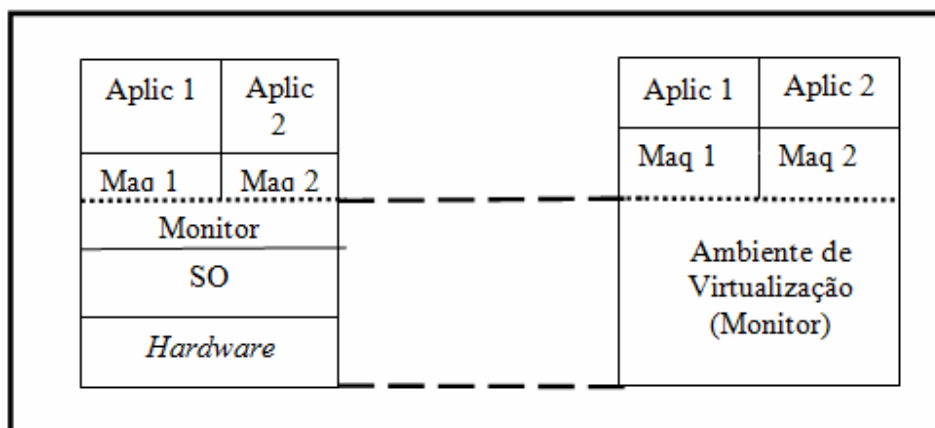 Aplic 1
Aplic
2
Maq 1
Maq 2
Monitor
SO
Hardware
Aplic 1
Aplic 2
Maq 1
Maq 2
Ambiente de
Virtualização
(Monitor)